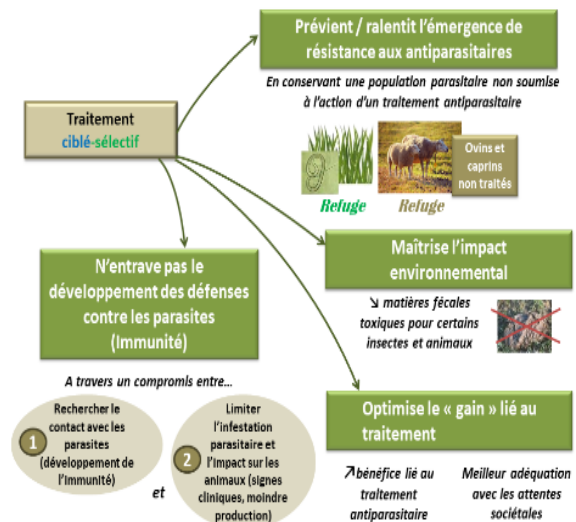 Prévient / ralentit l'émergence de
résistance aux antiparasitaires
En conservant une population parasitaire non soumise
à l'action d'un traitement antiparasitaire
Traitement
ciblé-sélectif
Ovins et
caprins
non traités
Refuge
Refuge
N'entrave pas le
développement des défenses
contre les parasites
(Immunité)
Maîtrise l'impact
environnemental
↘ matières fécales
toxiques pour certains
insectes et animaux
A travers un compromis entre...
1
Rechercher le
contact avec les
parasites
(développement de
l'immunité)
et
2
Limiter
l'infestation
parasitaire et
l'impact sur les
animaux (signes
cliniques, moindre
production)
Optimise le « gain » lié au
traitement
↗ bénéfice lié au
traitement
antiparasitaire
Meilleur adéquation
avec les attentes
sociétales